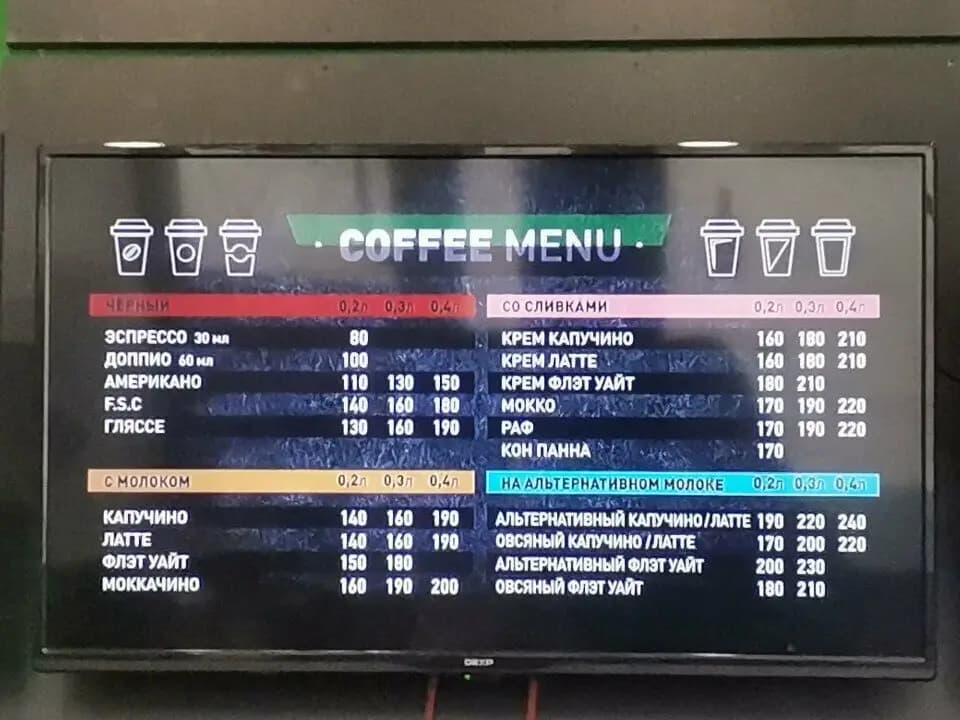 COFFEE MENU
ЧЁРНЫЙ 0,2л 0,3л 0,4л
ЭСПРЕССО 30 мл 80
ДОППИО 60 мл 100
АМЕРИКАНО 110 130 150
F.S.C 140 160 180
ГЛЯССЕ 130 160 190
С МОЛОКОМ 0,2л 0,3л 0,4л
КАПУЧИНО 140 160 190
ЛАТТЕ 140 160 190
ФЛЭТ УАЙТ 150 180
МОККАЧИНО 160 190 200
СО СЛИВКАМИ 0,2л 0,3л 0,4л
КРЕМ КАПУЧИНО 160 180 210
КРЕМ ЛАТТЕ 160 180 210
КРЕМ ФЛЭТ УАЙТ 180 210
МОККО 170 190 220
РАФ 170 190 220
КОН ПАННА 170
НА АЛЬТЕРНАТИВНОМ МОЛОКЕ 0,2л 0,3л 0,4л
АЛЬТЕРНАТИВНЫЙ КАПУЧИНО/ЛАТТЕ 190 220 240
ОВСЯНЫЙ КАПУЧИНО/ЛАТТЕ 170 200 220
АЛЬТЕРНАТИВНЫЙ ФЛЭТ УАЙТ 200 230
ОВСЯНЫЙ ФЛЭТ УАЙТ 180 210
DEXP